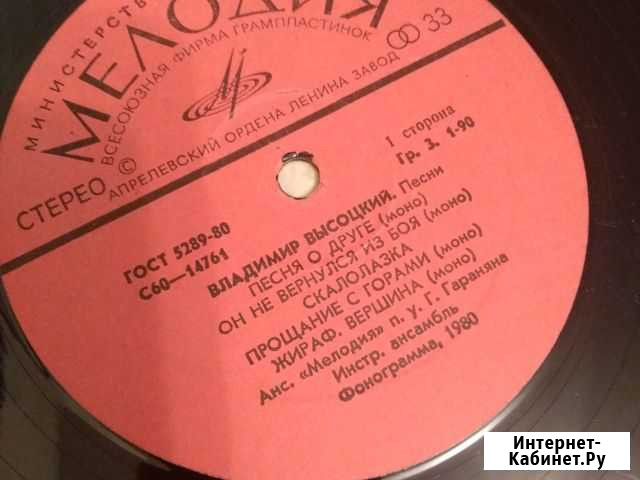 МИНИСТЕРСТВО
МЕЛОДИЯ
ВСЕСОЮЗНАЯ ФИРМА ГРАМПЛАСТИНОК
33
СТЕРЕО
©
АПРЕЛЕВСКИЙ ОРДЕНА ЛЕНИНА ЗАВОД
1 сторона
Гр. 3. 1-90
ГОСТ 5289-80
С60—14761
ВЛАДИМИР ВЫСОЦКИЙ. Песни
ПЕСНЯ О ДРУГЕ (моно)
ОН НЕ ВЕРНУЛСЯ ИЗ БОЯ (моно)
СКАЛОЛАЗКА
ПРОЩАНИЕ С ГОРАМИ (моно)
ЖИРАФ. ВЕРШИНА (моно)
Анс. «Мелодия» п. у. Г. Гараняна
Инстр. ансамбль
Фонограмма, 1980
Интернет-
Кабинет.Ру